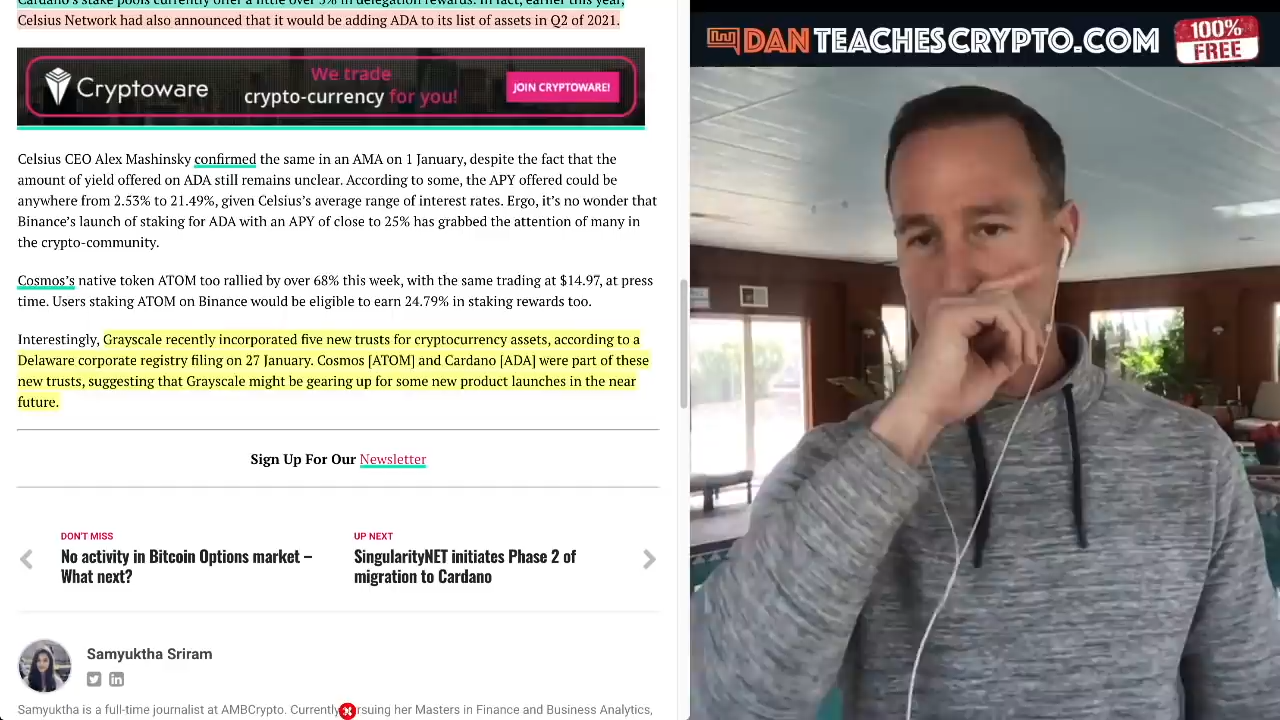 Cardano's stake pools currently offer a little over 5% in delegation rewards. In fact, earlier this year,
Celsius Network had also announced that it would be adding ADA to its list of assets in Q2 of 2021.
Cryptoware
We trade
crypto-currency for you!
JOIN CRYPTOWARE!
Celsius CEO Alex Mashinsky confirmed the same in an AMA on 1 January, despite the fact that the
amount of yield offered on ADA still remains unclear. According to some, the APY offered could be
anywhere from 2.53% to 21.49%, given Celsius's average range of interest rates. Ergo, it's no wonder that
Binance's launch of staking for ADA with an APY of close to 25% has grabbed the attention of many in
the crypto-community.
Cosmos's native token ATOM too rallied by over 68% this week, with the same trading at $14.97, at press
time. Users staking ATOM on Binance would be eligible to earn 24.79% in staking rewards too.
Interestingly, Grayscale recently incorporated five new trusts for cryptocurrency assets, according to a
Delaware corporate registry filing on 27 January. Cosmos [ATOM] and Cardano [ADA] were part of these
new trusts, suggesting that Grayscale might be gearing up for some new product launches in the near
future.
Sign Up For Our Newsletter
DON'T MISS
No activity in Bitcoin Options market –
What next?
UP NEXT
SingularityNET initiates Phase 2 of
migration to Cardano
Samyuktha Sriram
Samyuktha is a full-time journalist at AMBCrypto. Currently rsuing her Masters in Finance and Business Analytics,
DANTEACHESCRYPTO.COM
100%
FREE